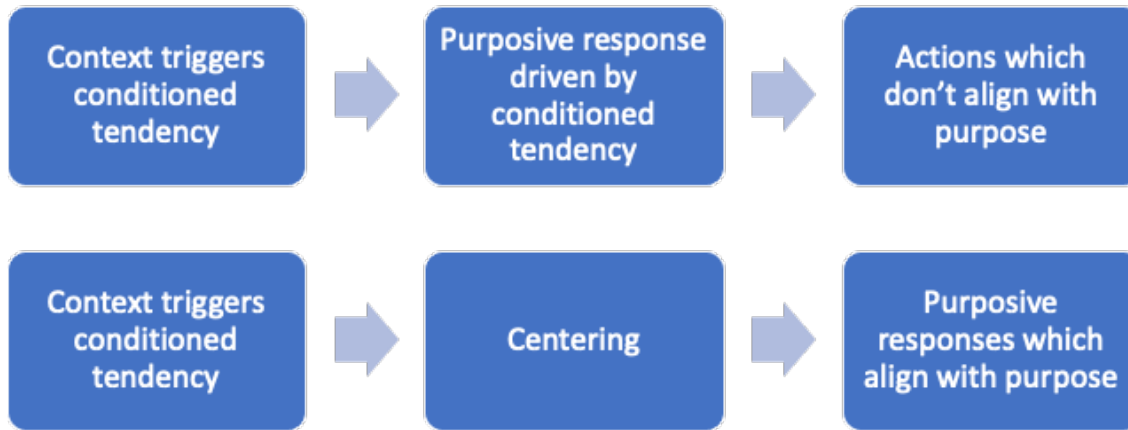 Context triggers
conditioned
tendency
Purposive response
driven by
conditioned
tendency
Actions which
don’t align with
purpose
Context triggers
conditioned
tendency
Centering
Purposive
responses which
align with purpose